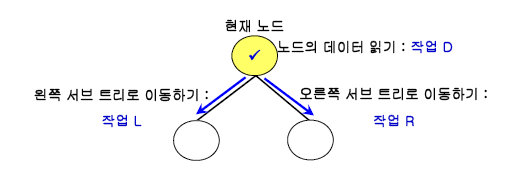 현재 노드
노드의 데이터 읽기 : 작업 D
왼쪽 서브 트리로 이동하기 :
작업 L
오른쪽 서브 트리로 이동하기 :
작업 R